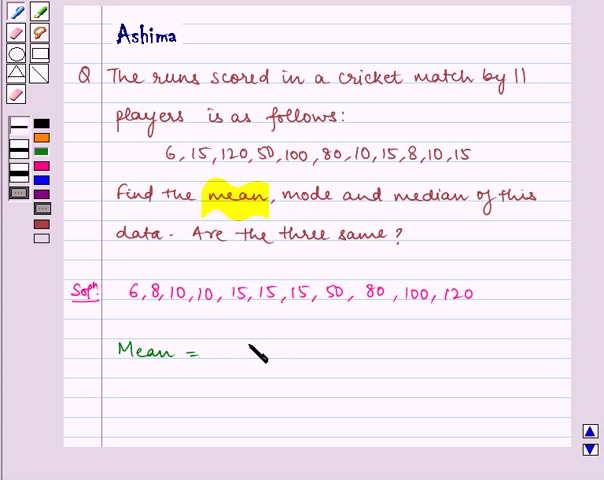 Ashima
Q The runs scored in a cricket match by 11
players is as follows:
6, 15, 120, 50, 100, 80, 10, 15, 8, 10, 15
Find the mean, mode and median of this
data. Are the three same?
Solⁿ 6, 8, 10, 10, 15, 15, 15, 50, 80, 100, 120
Mean =